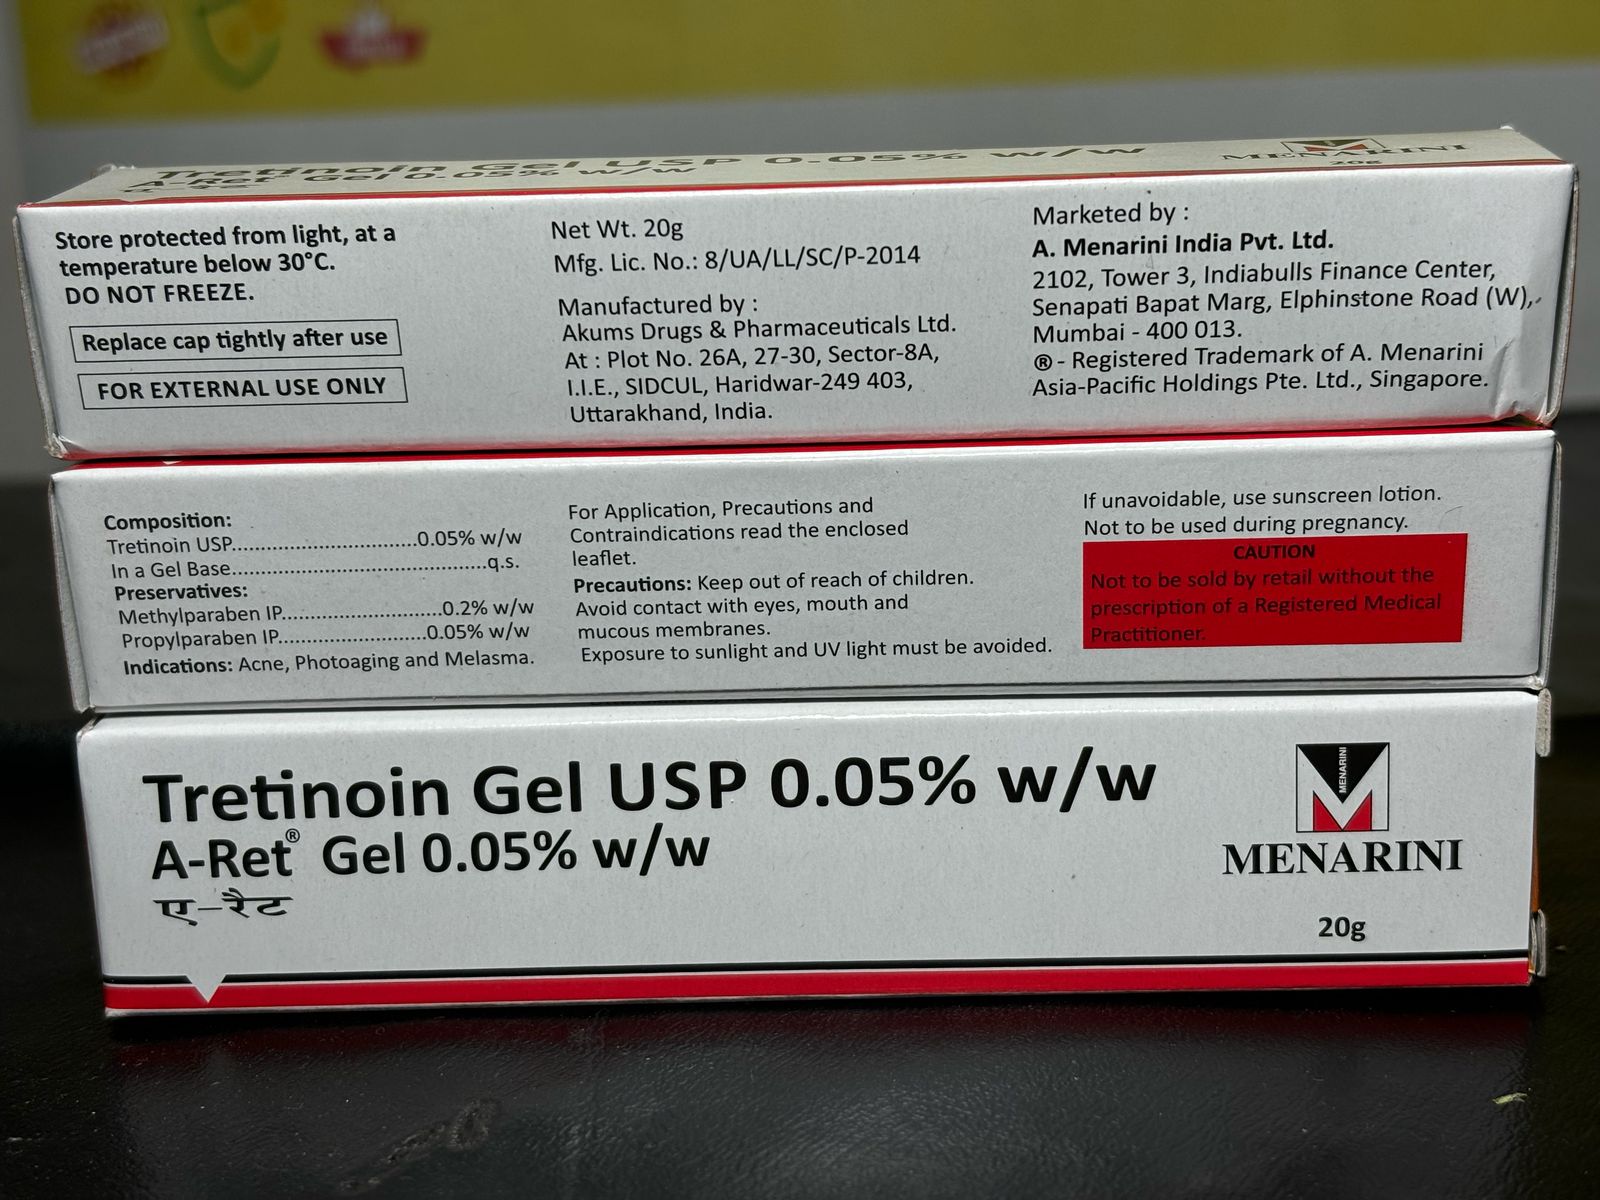 Tretinoin Gel USP 0.05% w/w
A-Ret® Gel 0.05% w/w
MENARINI
20g
Store protected from light, at a
temperature below 30°C.
DO NOT FREEZE.
Replace cap tightly after use
FOR EXTERNAL USE ONLY
Net Wt. 20g
Mfg. Lic. No.: 8/UA/LL/SC/P-2014
Manufactured by :
Akums Drugs & Pharmaceuticals Ltd.
At : Plot No. 26A, 27-30, Sector-8A,
I.I.E., SIDCUL, Haridwar-249 403,
Uttarakhand, India.
Marketed by :
A. Menarini India Pvt. Ltd.
2102, Tower 3, Indiabulls Finance Center,
Senapati Bapat Marg, Elphinstone Road (W),
Mumbai - 400 013.
® - Registered Trademark of A. Menarini
Asia-Pacific Holdings Pte. Ltd., Singapore.
Composition:
Tretinoin USP..............................0.05% w/w
In a Gel Base..........................................q.s.
Preservatives:
Methylparaben IP..........................0.2% w/w
Propylparaben IP........................0.05% w/w
Indications: Acne, Photoaging and Melasma.
For Application, Precautions and
Contraindications read the enclosed
leaflet.
Precautions: Keep out of reach of children.
Avoid contact with eyes, mouth and
mucous membranes.
Exposure to sunlight and UV light must be avoided.
If unavoidable, use sunscreen lotion.
Not to be used during pregnancy.
CAUTION
Not to be sold by retail without the
prescription of a Registered Medical
Practitioner.
Tretinoin Gel USP 0.05% w/w
A-Ret® Gel 0.05% w/w
ए-रैट
MENARINI
MENARINI
20g